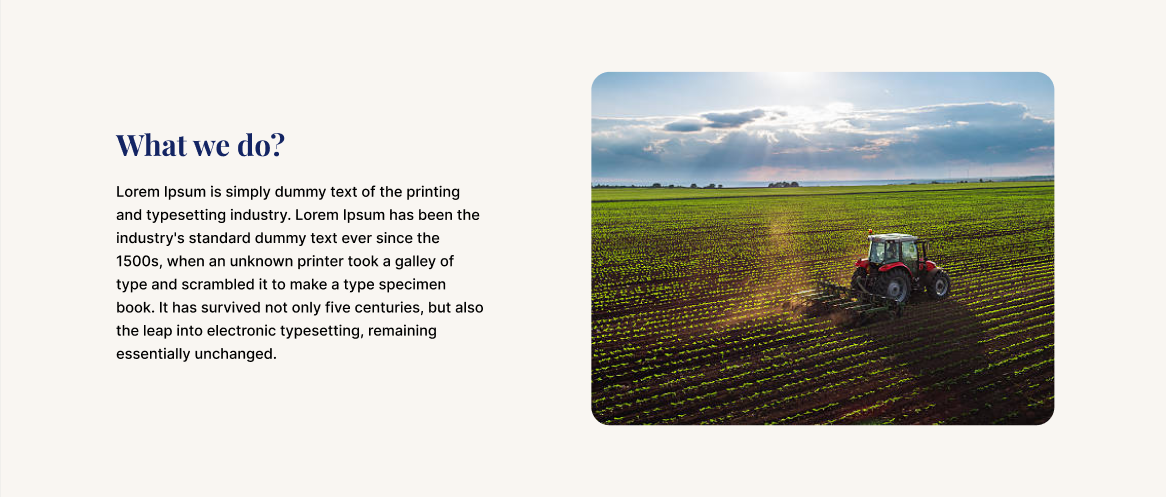 What we do?
Lorem Ipsum is simply dummy text of the printing
and typesetting industry. Lorem Ipsum has been the
industry's standard dummy text ever since the
1500s, when an unknown printer took a galley of
type and scrambled it to make a type specimen
book. It has survived not only five centuries, but also
the leap into electronic typesetting, remaining
essentially unchanged.